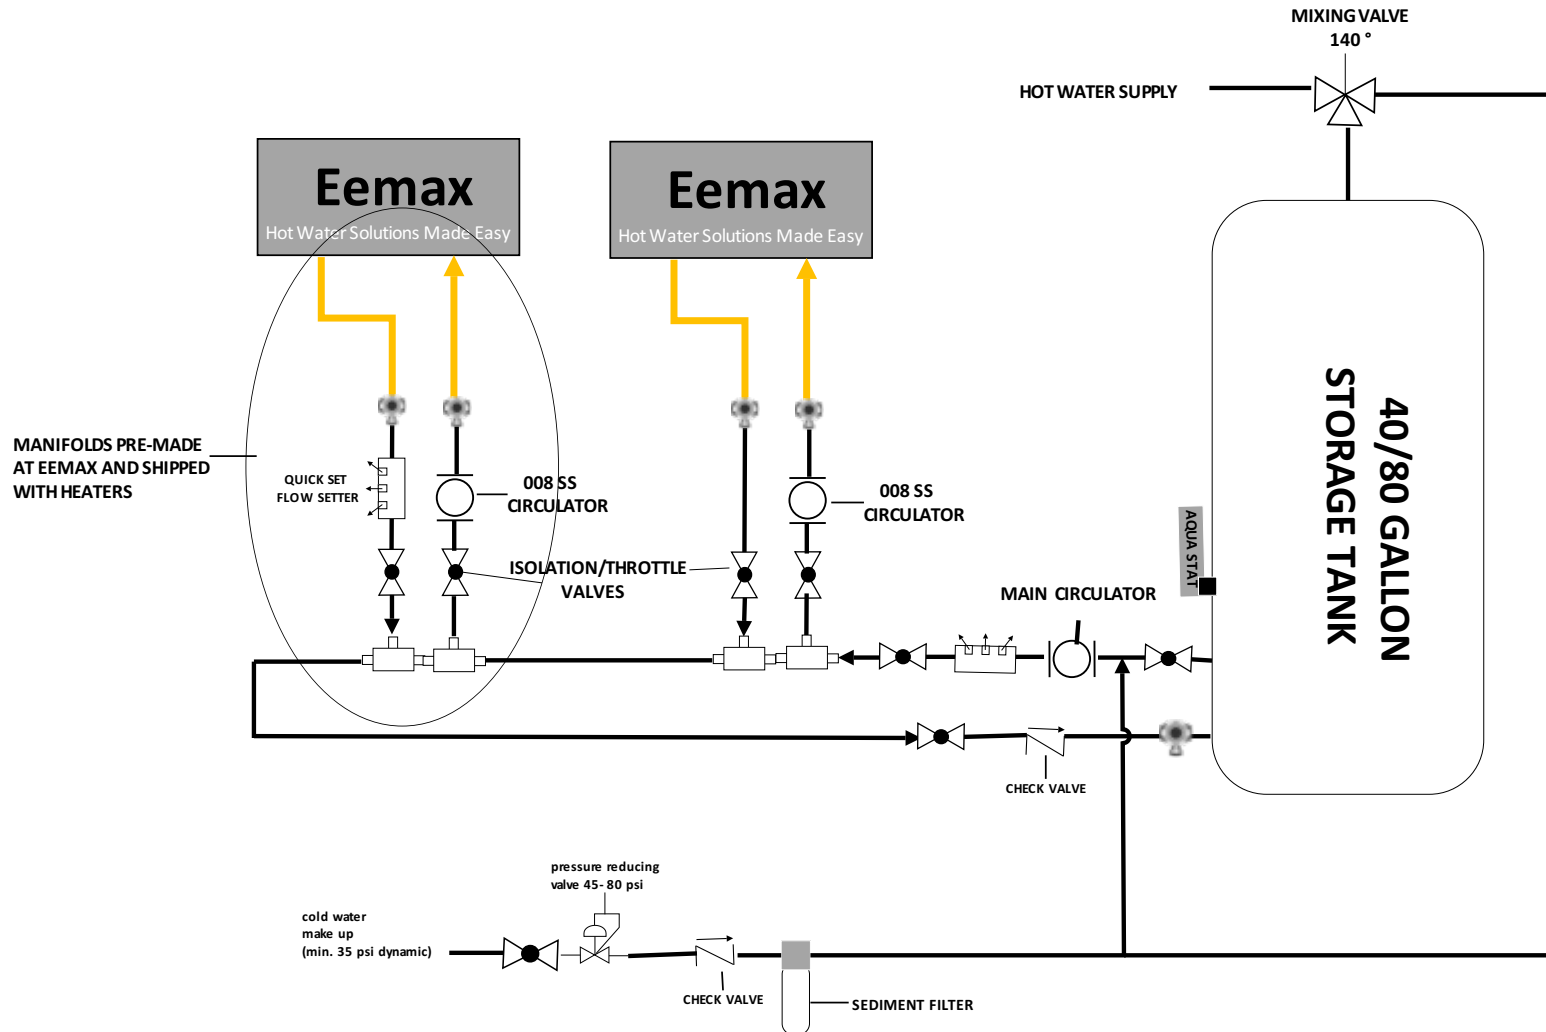 MIXING VALVE
140 °
HOT WATER SUPPLY
Eemax
Hot Water Solutions Made Easy
Eemax
Hot Water Solutions Made Easy
MANIFOLDS PRE-MADE
AT EEMAX AND SHIPPED
WITH HEATERS
QUICK SET
FLOW SETTER
008 SS
CIRCULATOR
008 SS
CIRCULATOR
ISOLATION/THROTTLE
VALVES
MAIN CIRCULATOR
AQUA STAT
40/80 GALLON
STORAGE TANK
CHECK VALVE
pressure reducing
valve 45- 80 psi
cold water
make up
(min. 35 psi dynamic)
CHECK VALVE
SEDIMENT FILTER